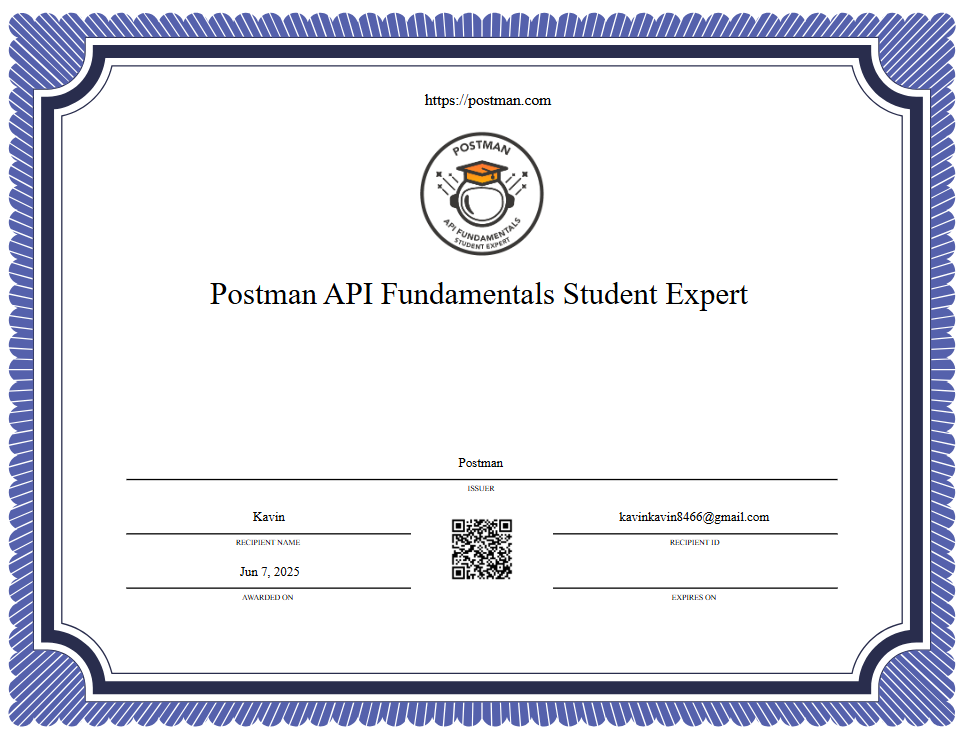 https://postman.com
POSTMAN
API FUNDAMENTALS
STUDENT EXPERT
Postman API Fundamentals Student Expert
Postman
ISSUER
Kavin
RECIPIENT NAME
kavinkavin8466@gmail.com
RECIPIENT ID
Jun 7, 2025
AWARDED ON
EXPIRES ON